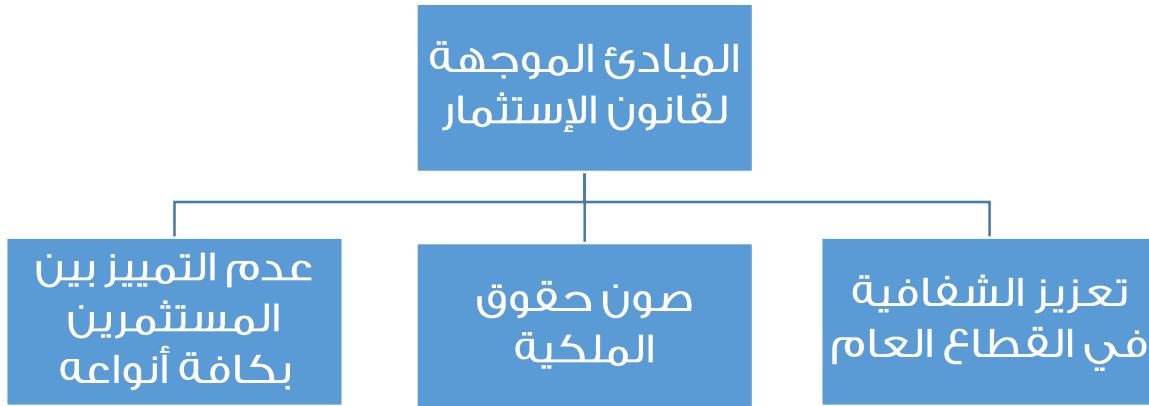 المبادئ الموجهة
لقانون الإستثمار
تعزيز الشفافية
في القطاع العام
صون حقوق
الملكية
عدم التمييز بين
المستثمرين
بكافة أنواعه